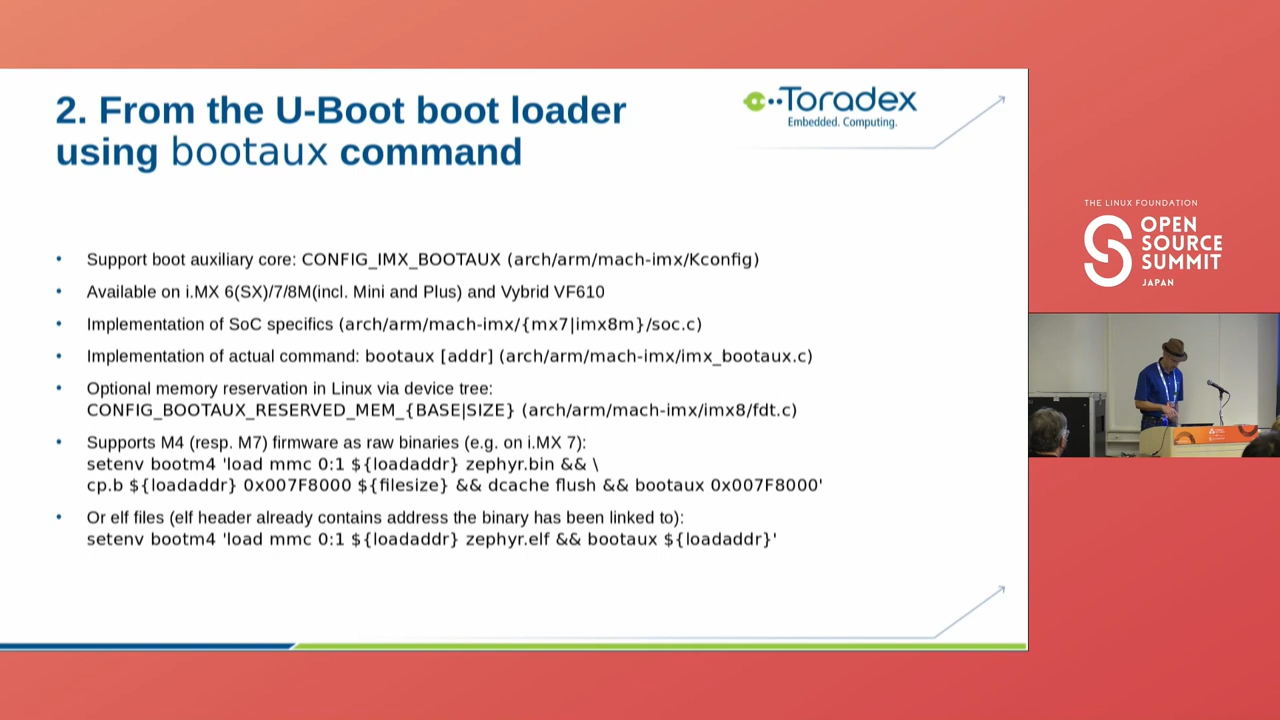 2. From the U-Boot boot loader
using bootaux command
Toradex
Embedded. Computing.
• Support boot auxiliary core: CONFIG_IMX_BOOTAUX (arch/arm/mach-imx/Kconfig)
• Available on i.MX 6(SX)/7/8M(incl. Mini and Plus) and Vybrid VF610
• Implementation of SoC specifics (arch/arm/mach-imx/{mx7|imx8m}/soc.c)
• Implementation of actual command: bootaux [addr] (arch/arm/mach-imx/imx_bootaux.c)
• Optional memory reservation in Linux via device tree:
CONFIG_BOOTAUX_RESERVED_MEM_{BASE|SIZE} (arch/arm/mach-imx/imx8/fdt.c)
• Supports M4 (resp. M7) firmware as raw binaries (e.g. on i.MX 7):
setenv bootm4 'load mmc 0:1 ${loadaddr} zephyr.bin && \
cp.b ${loadaddr} 0x007F8000 ${filesize} && dcache flush && bootaux 0x007F8000'
• Or elf files (elf header already contains address the binary has been linked to):
setenv bootm4 'load mmc 0:1 ${loadaddr} zephyr.elf && bootaux ${loadaddr}'
THE LINUX FOUNDATION
OPEN
SOURCE
SUMMIT
JAPAN